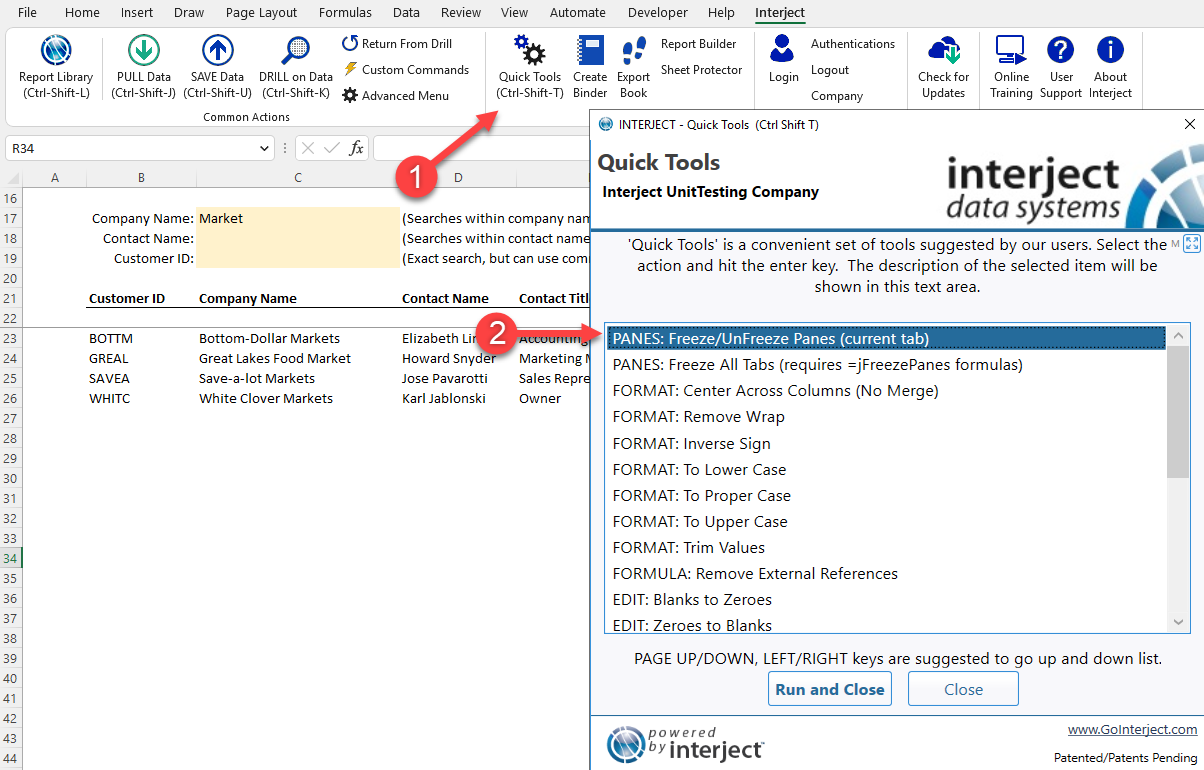 File Home Insert Draw Page Layout Formulas Data Review View Automate Developer Help Interject
Report Library
(Ctrl-Shift-L)
PULL Data
(Ctrl-Shift-J)
SAVE Data
(Ctrl-Shift-U)
DRILL on Data
(Ctrl-Shift-K)
Return From Drill
Custom Commands
Advanced Menu
Common Actions
Quick Tools
(Ctrl-Shift-T)
Create
Binder
Export
Book
Report Builder
Sheet Protector
Login
Authentications
Logout
Company
Check for
Updates
Online
Training
User
Support
About
Interject
R34
fx
1
A B C D
16
17 Company Name: Market (Searches within company nam
18 Contact Name: (Searches within contact name
19 Customer ID: (Exact search, but can use com
20
21 Customer ID Company Name Contact Name Contact Titl
22
23 BOTTM Bottom-Dollar Markets Elizabeth Lin Accounting
24 GREAL Great Lakes Food Market Howard Snyder Marketing M
25 SAVEA Save-a-lot Markets Jose Pavarotti Sales Repre
26 WHITC White Clover Markets Karl Jablonski Owner
27
28
29
30
31
32
33
34
35
36
37
38
39
40
41
42
43
44
2
INTERJECT - Quick Tools (Ctrl Shift T)
Quick Tools
Interject UnitTesting Company
interject
data systems
'Quick Tools' is a convenient set of tools suggested by our users. Select the M
action and hit the enter key. The description of the selected item will be
shown in this text area.
PANES: Freeze/UnFreeze Panes (current tab)
PANES: Freeze All Tabs (requires =jFreezePanes formulas)
FORMAT: Center Across Columns (No Merge)
FORMAT: Remove Wrap
FORMAT: Inverse Sign
FORMAT: To Lower Case
FORMAT: To Proper Case
FORMAT: To Upper Case
FORMAT: Trim Values
FORMULA: Remove External References
EDIT: Blanks to Zeroes
EDIT: Zeroes to Blanks
PAGE UP/DOWN, LEFT/RIGHT keys are suggested to go up and down list.
Run and Close Close
powered
by interject™
www.GoInterject.com
Patented/Patents Pending